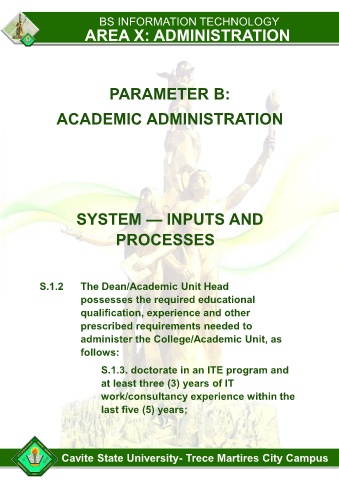 BS INFORMATION TECHNOLOGY
AREA X: ADMINISTRATION
PARAMETER B:
ACADEMIC ADMINISTRATION
SYSTEM — INPUTS AND
PROCESSES
S.1.2 The Dean/Academic Unit Head
possesses the required educational
qualification, experience and other
prescribed requirements needed to
administer the College/Academic Unit, as
follows:
S.1.3. doctorate in an ITE program and
at least three (3) years of IT
work/consultancy experience within the
last five (5) years;
Cavite State University- Trece Martires City Campus